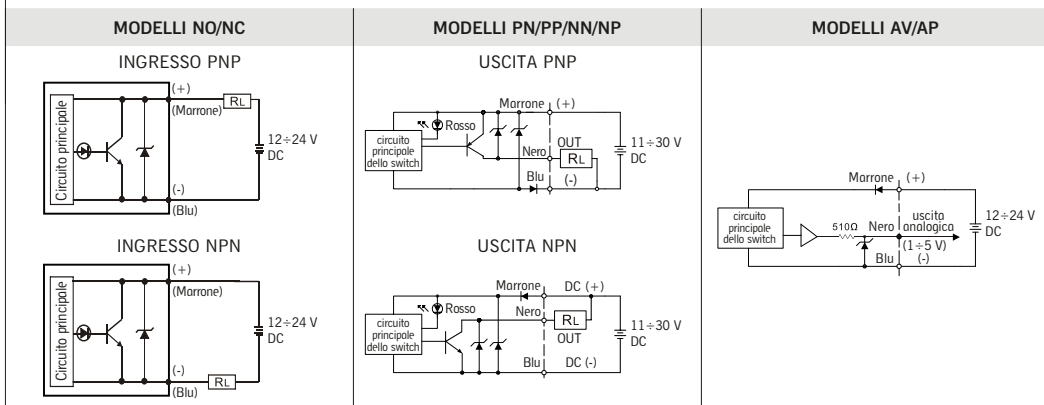 MODELLI NO/NC
INGRESSO PNP
Circuito principale
(+)
(Marrone)
RL
12÷24 V
DC
(-)
(Blu)
INGRESSO NPN
Circuito principale
(+)
(Marrone)
12÷24 V
DC
(-)
(Blu)
RL
MODELLI PN/PP/NN/NP
USCITA PNP
Marrone (+)
Rosso
circuito
principale
dello switch
OUT
Nero
RL
Blu (-)
11÷30 V
DC
USCITA NPN
Marrone DC (+)
Rosso
Nero
circuito
principale
dello switch
RL
OUT
Blu DC (-)
11÷30 V
DC
MODELLI AV/AP
Marrone (+)
circuito
principale
dello switch
510Ω
Nero
uscita
analogica
(1÷5 V)
Blu (-)
12÷24 V
DC